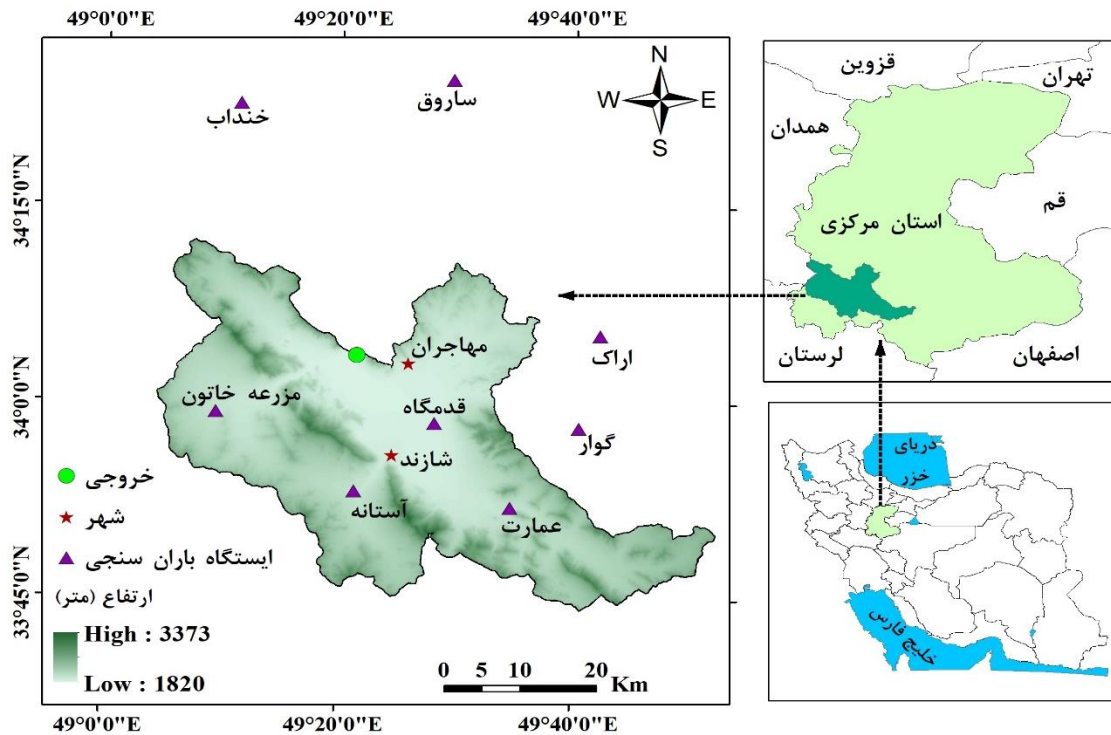 49°0'0"E
49°20'0"E
49°40'0"E
34°15'0"N
34°0'0"N
33°45'0"N
N
W
E
S
ساروق
خنداب
مهاجران
اراک
مزرعه خاتون
قدمگاه
گوار
شازند
آستانه
عمارت
خروجی
شهر
ایستگاه باران سنجی
ارتفاع (متر)
High : 3373
Low : 1820
0 5 10 20
Km
49°0'0"E
49°20'0"E
49°40'0"E
قزوین
تهران
همدان
قم
استان مرکزی
لرستان
اصفهان
دریای
خزر
خلیج فارس